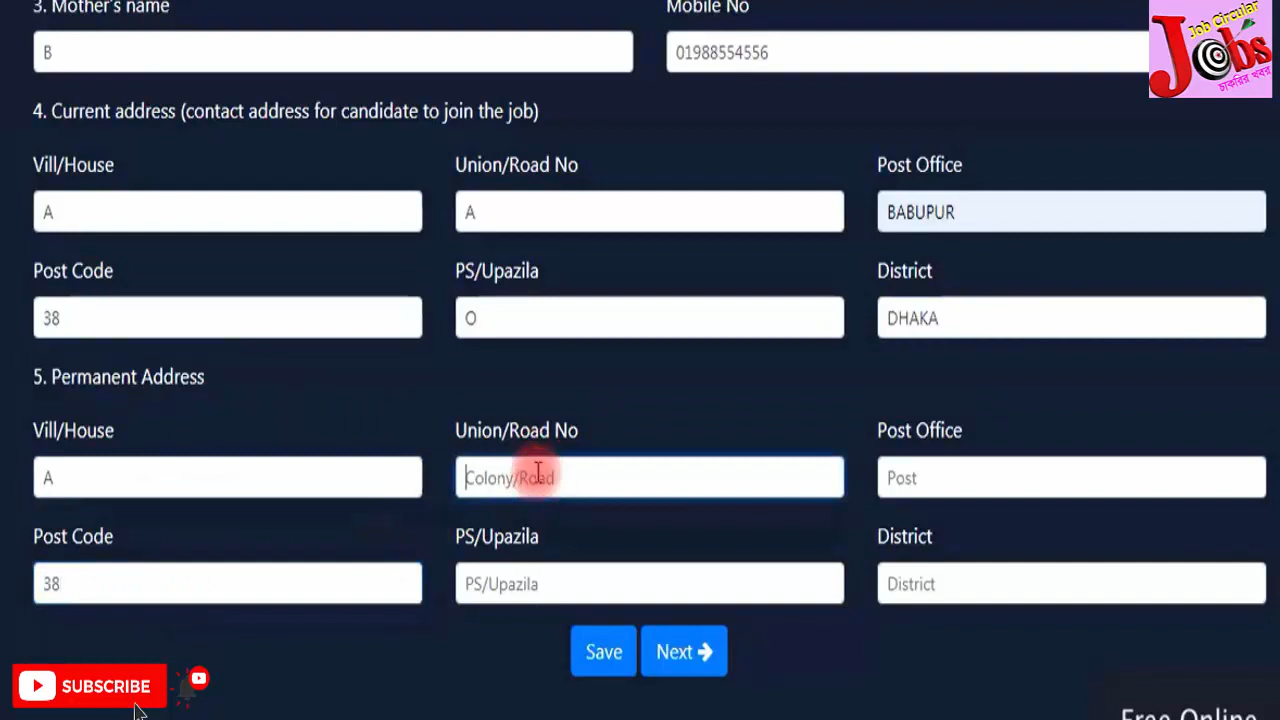 3. Mother's name
Mobile No
B
01988554556
Job Circular
Jobs
চাকরির খবর
4. Current address (contact address for candidate to join the job)
Vill/House
Union/Road No
Post Office
A
A
BABUPUR
Post Code
PS/Upazila
District
38
O
DHAKA
5. Permanent Address
Vill/House
Union/Road No
Post Office
A
Colony/Road
Post
Post Code
PS/Upazila
District
38
PS/Upazila
District
Save
Next
SUBSCRIBE
Free Online